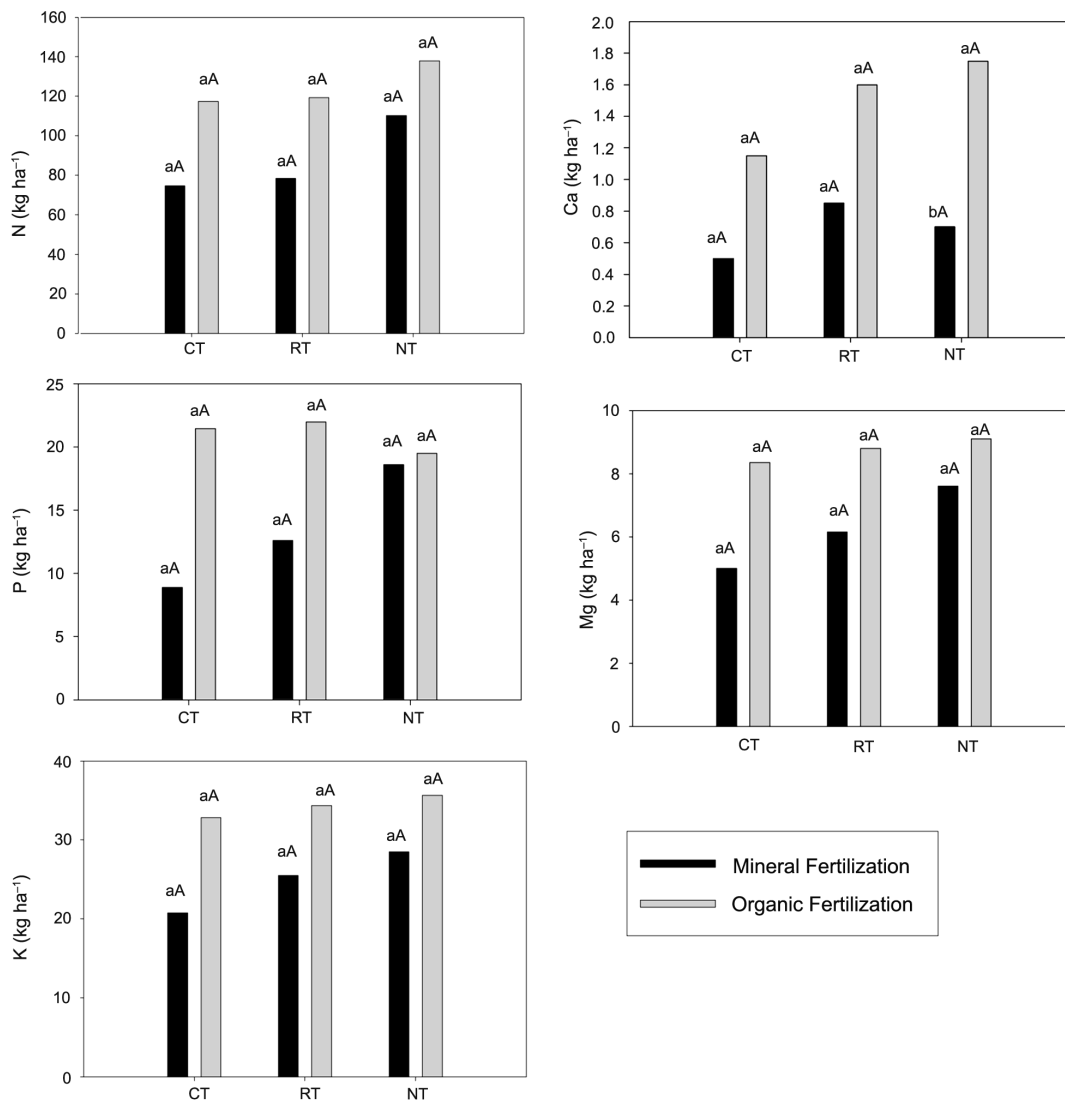 N (kg ha⁻¹)
160
140
120
100
80
60
40
20
0
aA
aA
aA
aA
aA
aA
CT
RT
NT
Ca (kg ha⁻¹)
2.0
1.8
1.6
1.4
1.2
1.0
0.8
0.6
0.4
0.2
0.0
aA
aA
aA
aA
bA
aA
CT
RT
NT
P (kg ha⁻¹)
25
20
15
10
5
0
aA
aA
aA
aA
aA
aA
CT
RT
NT
Mg (kg ha⁻¹)
10
8
6
4
2
0
aA
aA
aA
aA
aA
aA
CT
RT
NT
K (kg ha⁻¹)
40
30
20
10
0
aA
aA
aA
aA
aA
aA
CT
RT
NT
Mineral Fertilization
Organic Fertilization